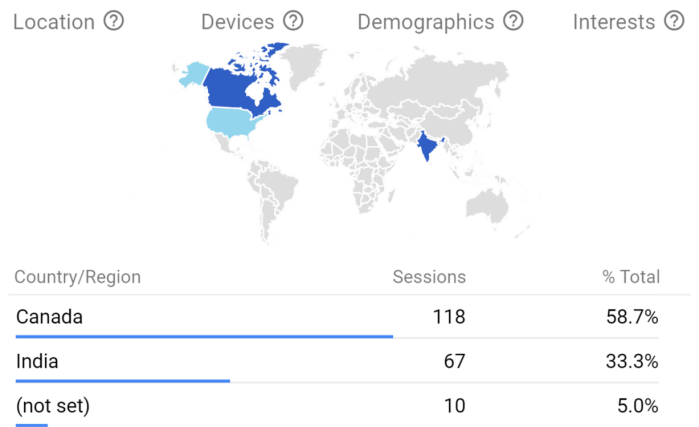 Location ? Devices ? Demographics ? Interests ?
Country/Region Sessions % Total
Canada 118 58.7%
India 67 33.3%
(not set) 10 5.0%